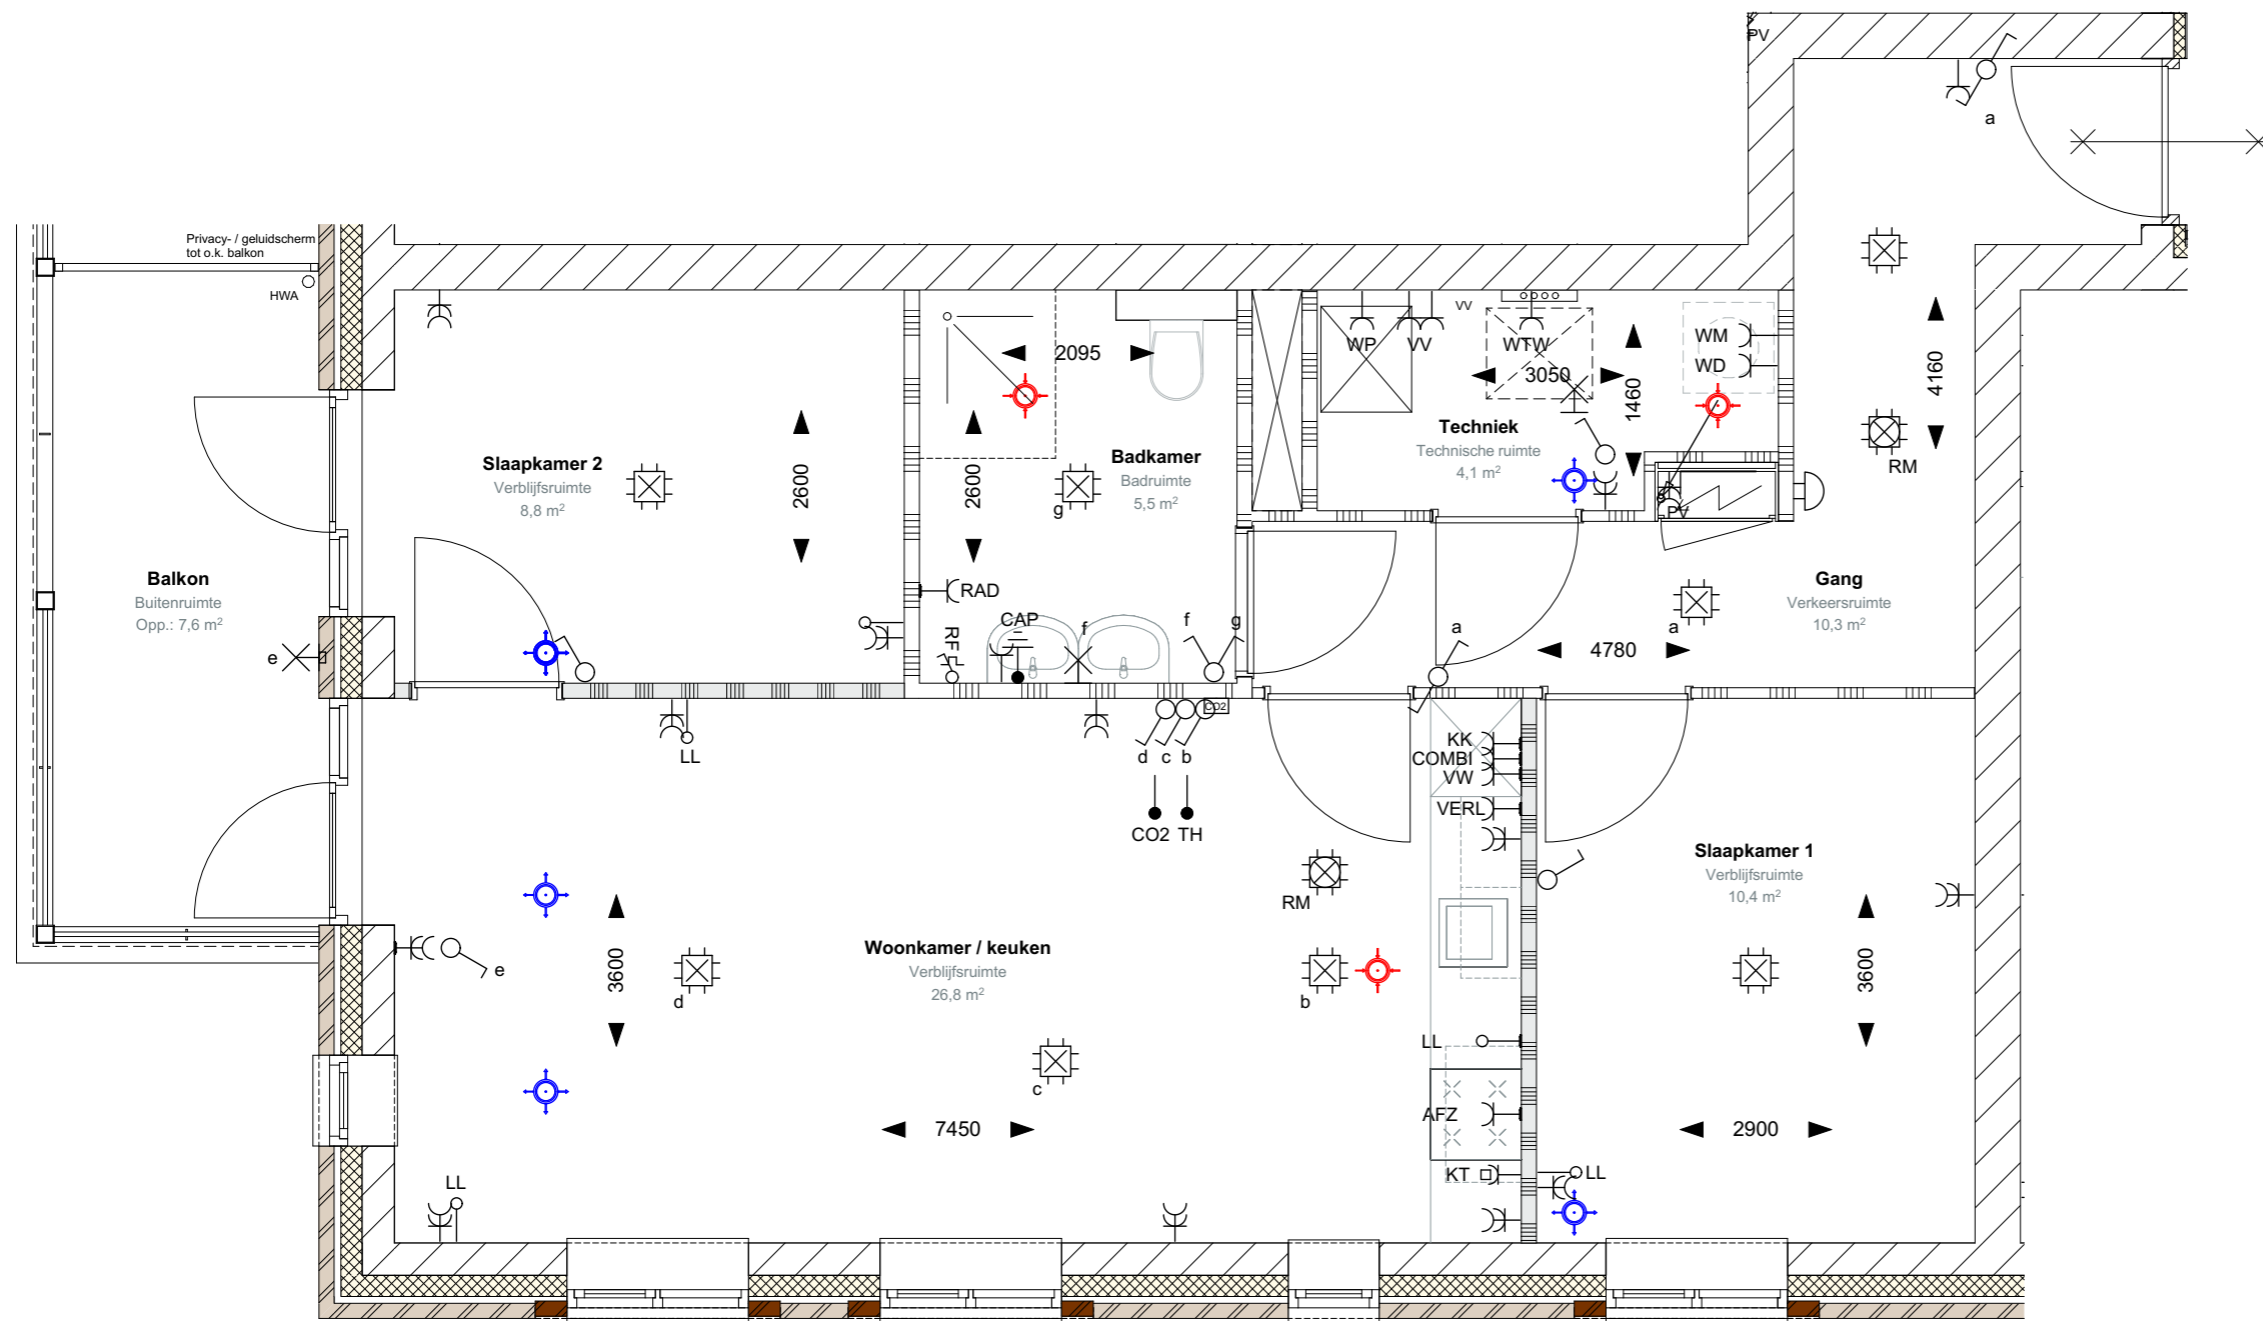 PV
a
Privacy- / geluidscherm
tot o.k. balkon
HWA
VV
WP
VV
WTW
WM
WD
2095
3050
1460
4160
RM
Slaapkamer 2
Verblijfsruimte
8,8 m²
2600
2600
g
Badkamer
Badruimte
5,5 m²
Techniek
Technische ruimte
4,1 m²
PV
Balkon
Buitenruimte
Opp.: 7,6 m²
e
RAD
RF
CAP
f
f
g
a
4780
a
Gang
Verkeersruimte
10,3 m²
LL
CO2
d
c
b
CO2
TH
KK
COMBI
VW
VERL
RM
Slaapkamer 1
Verblijfsruimte
10,4 m²
e
3600
d
Woonkamer / keuken
Verblijfsruimte
26,8 m²
b
3600
c
LL
AFZ
7450
2900
LL
KT
LL